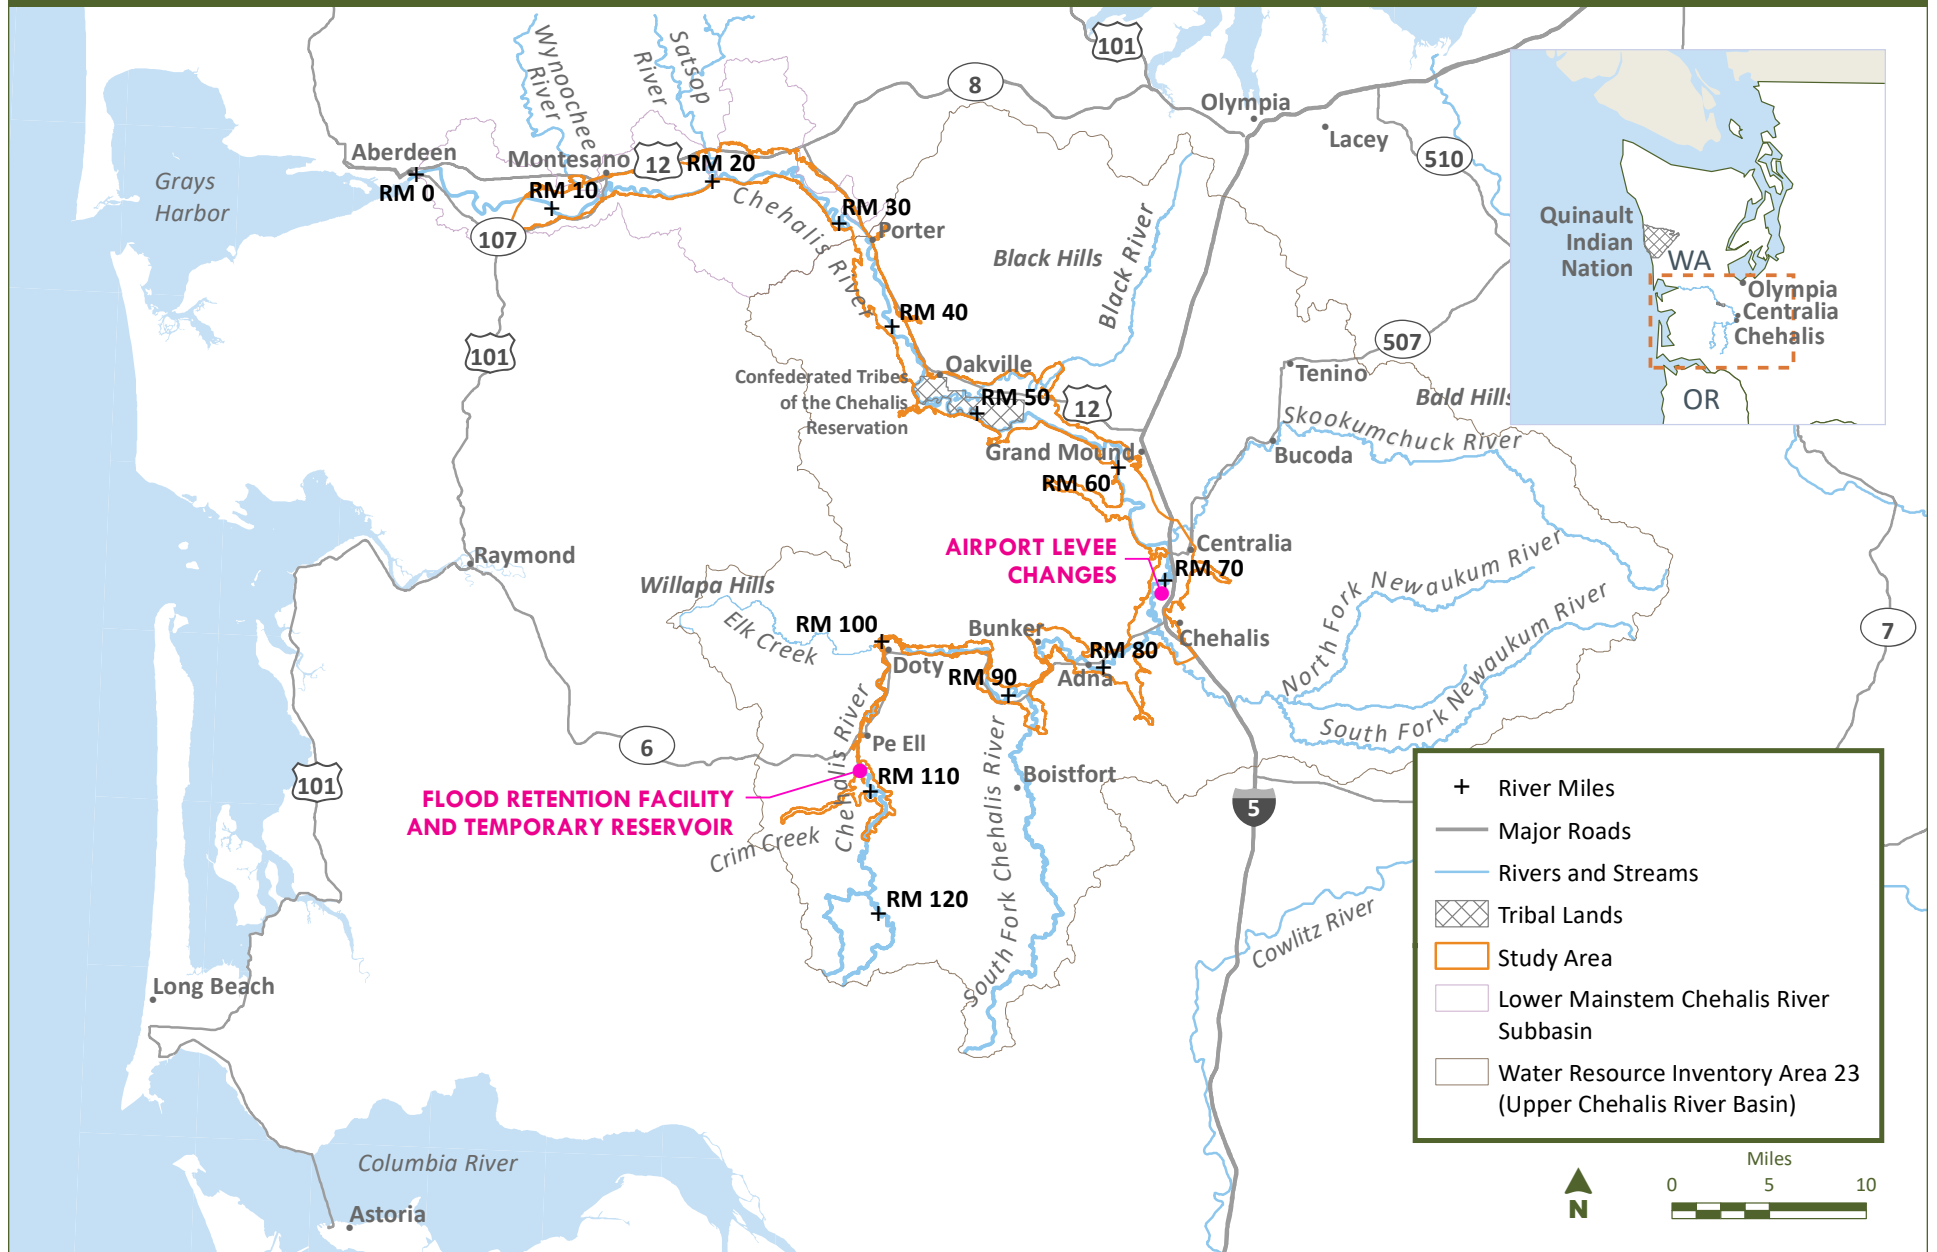 101
Wynoochee
River
Satsop
River
8
Olympia
Lacey
510
Aberdeen
Montesano
12
RM 20
RM 0
RM 10
Grays
Harbor
107
Chehalis River
RM 30
Porter
Black Hills
Black River
RM 40
101
507
Oakville
Tenino
Bald Hills
Confederated Tribes
of the Chehalis
Reservation
RM 50
12
Skookumchuck River
Grand Mound
Bucoda
RM 60
Raymond
AIRPORT LEVEE
CHANGES
Centralia
RM 70
North Fork Newaukum River
Willapa Hills
Elk Creek
RM 100
Bunker
Chehalis
7
Doty
RM 80
RM 90
Adna
South Fork Newaukum River
6
Chehalis River
Pe Ell
South Fork Chehalis River
RM 110
Boistfort
101
FLOOD RETENTION FACILITY
AND TEMPORARY RESERVOIR
5
Crim Creek
RM 120
Cowlitz River
Long Beach
Columbia River
Astoria
Quinault
Indian
Nation
WA
Olympia
Centralia
Chehalis
OR
River Miles
Major Roads
Rivers and Streams
Tribal Lands
Study Area
Lower Mainstem Chehalis River
Subbasin
Water Resource Inventory Area 23
(Upper Chehalis River Basin)
N
Miles
0 5 10